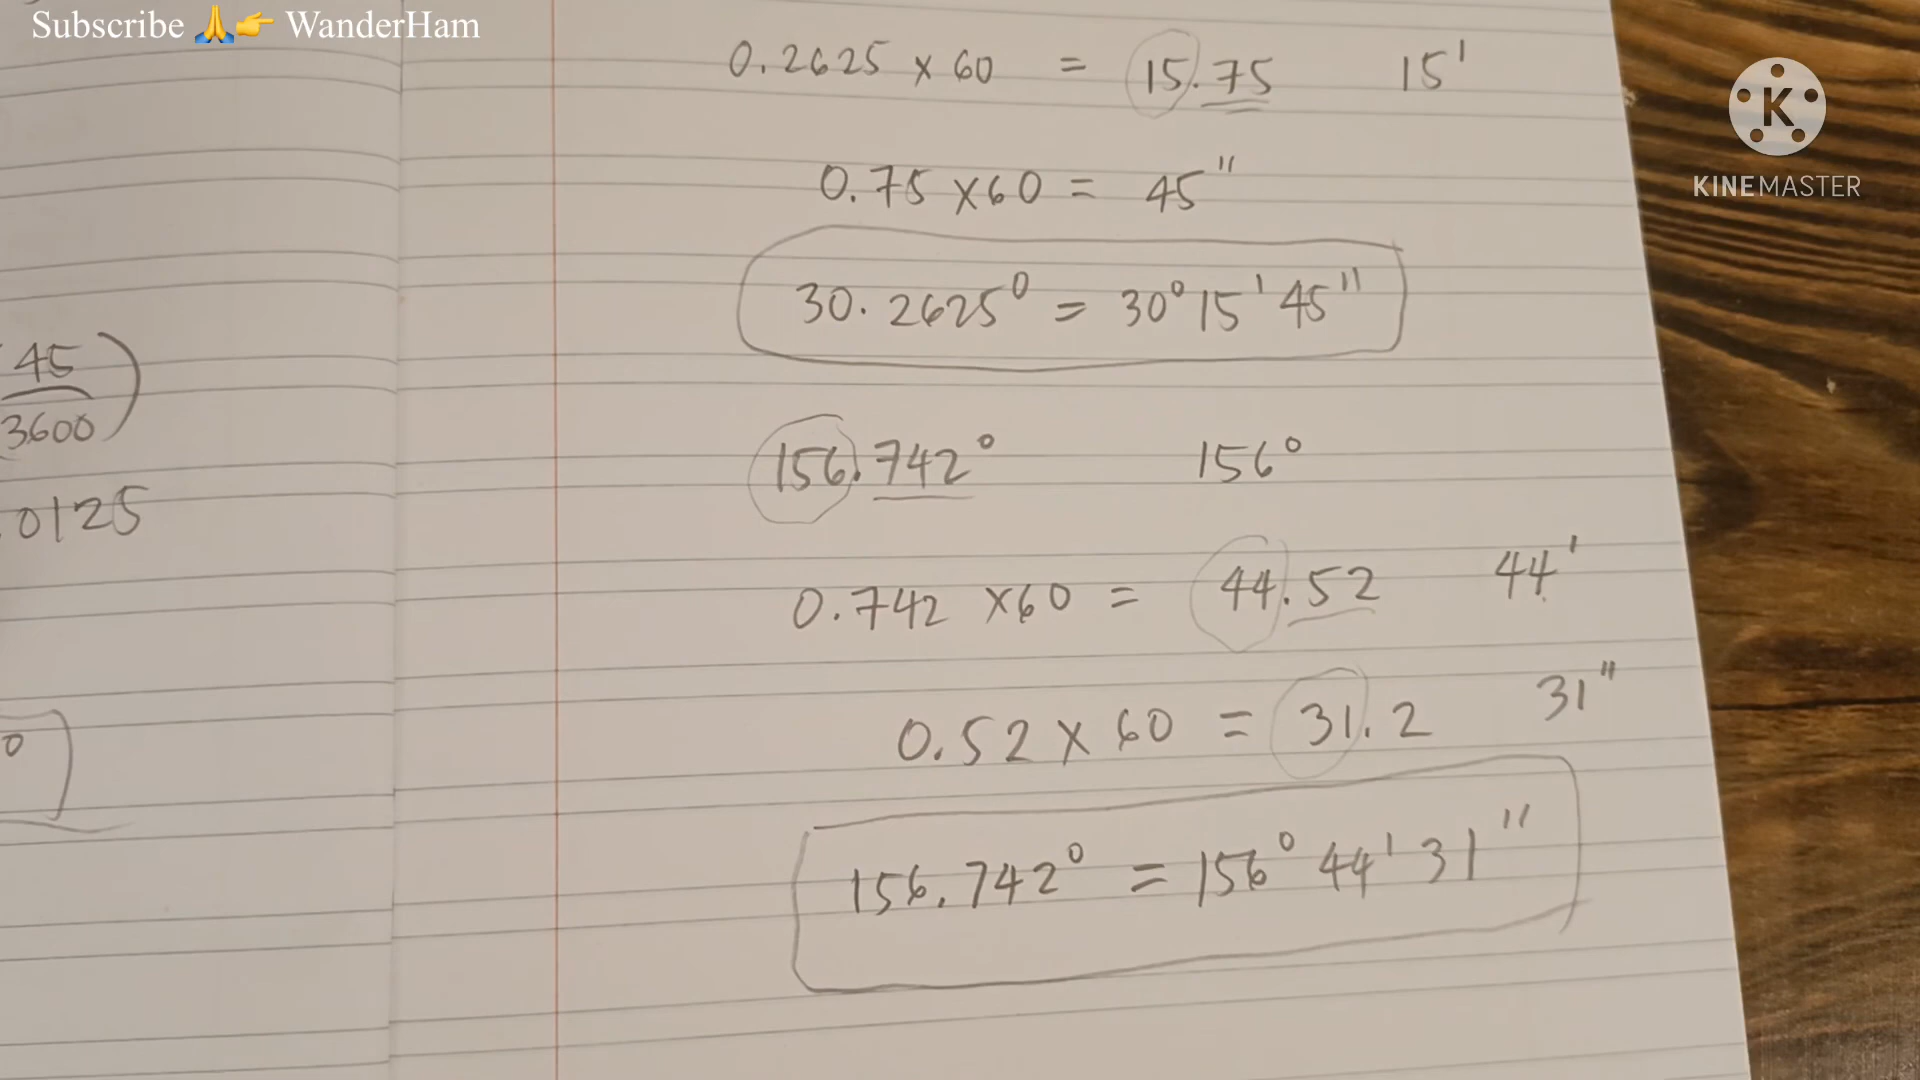 Subscribe 🙏👉 WanderHam
KINEMASTER
45
3600
.0125
0
0.2625 x 60 = 15.75 15'
0.75 x 60 = 45"
30.2625° = 30° 15' 45"
156.742° 156°
0.742 x 60 = 44.52 44'
0.52 x 60 = 31.2 31"
156.742° = 156° 44' 31"